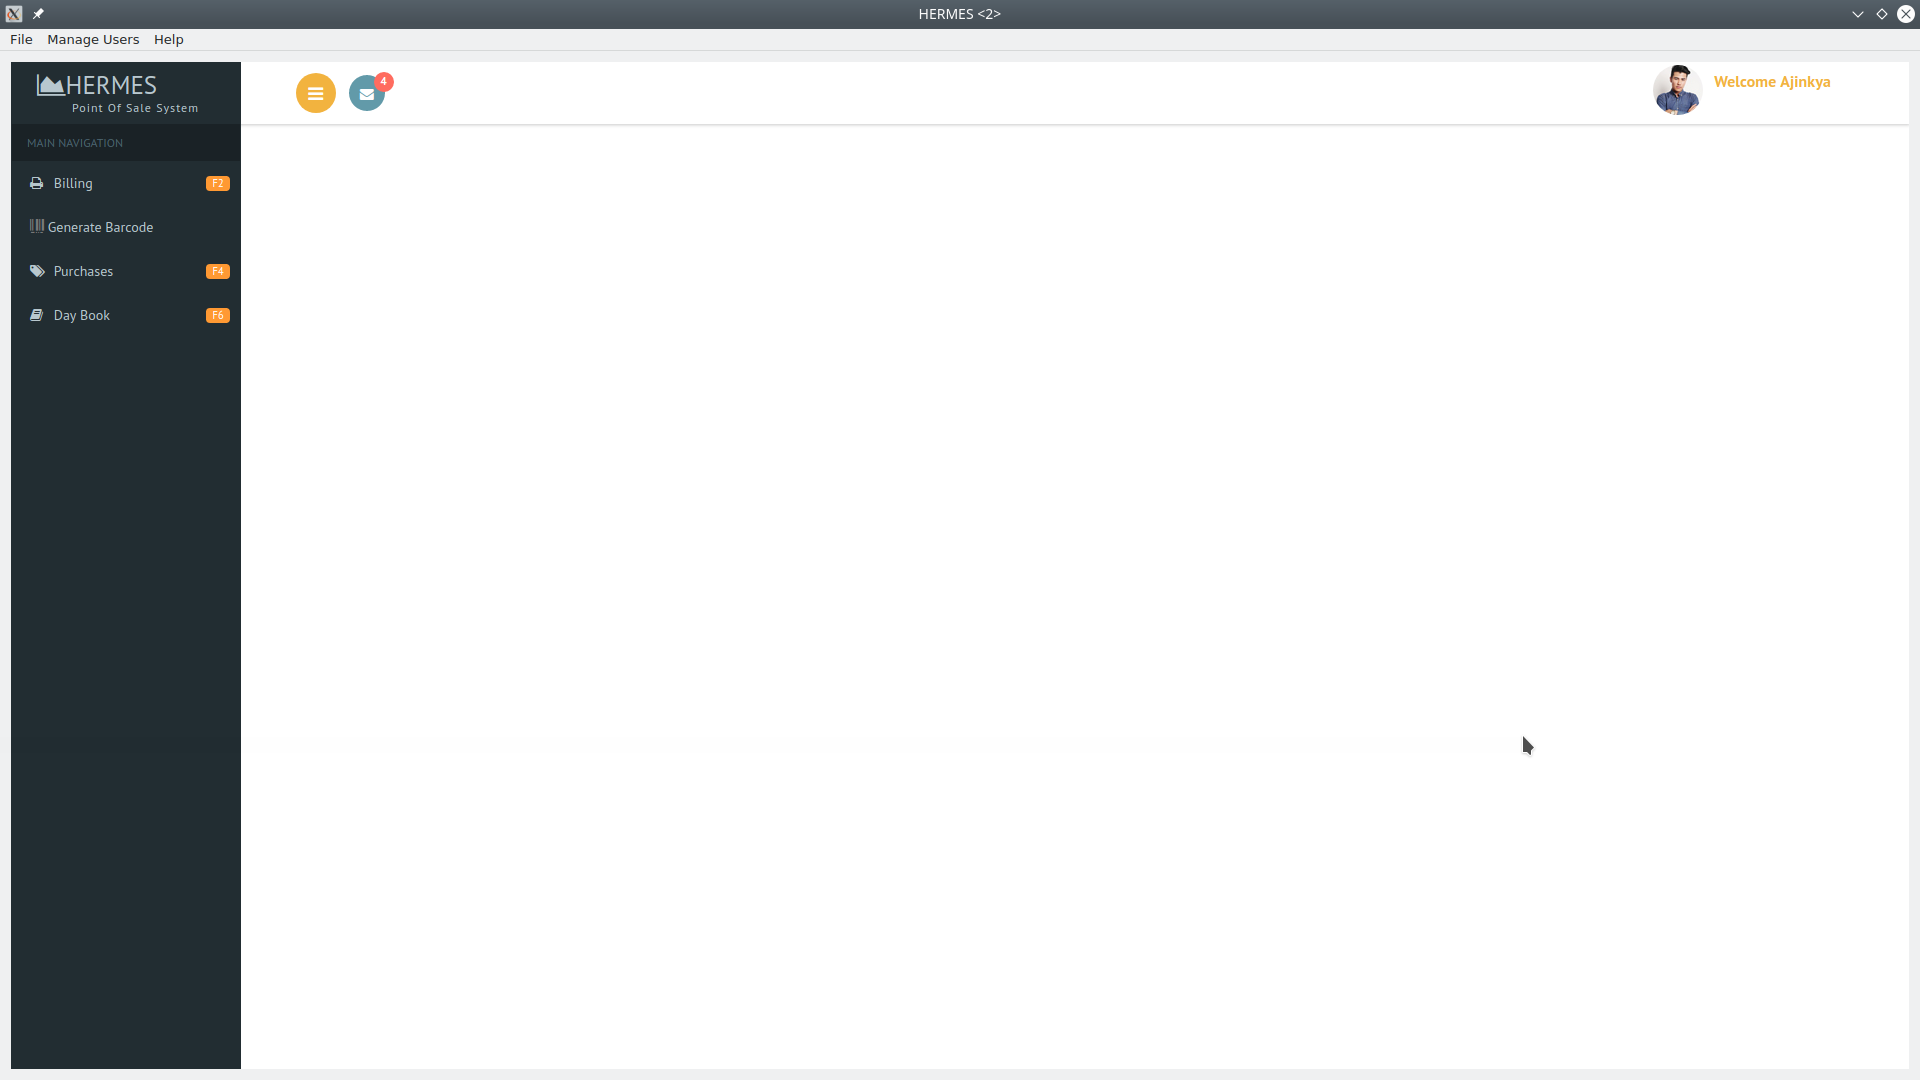 HERMES <2>
File Manage Users Help
HERMES
Point Of Sale System
4
Welcome Ajinkya
MAIN NAVIGATION
Billing F2
Generate Barcode
Purchases F4
Day Book F6